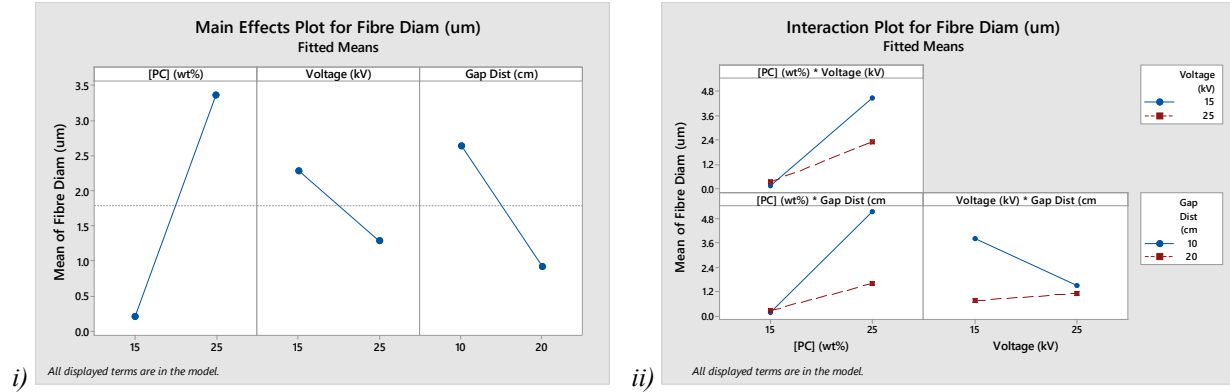 Main Effects Plot for Fibre Diam (um)
Fitted Means
[PC] (wt%) Voltage (kV) Gap Dist (cm)
Mean of Fibre Diam (um)
3.5
3.0
2.5
2.0
1.5
1.0
0.5
0.0
15 25 15 25 10 20
All displayed terms are in the model.
i)
Interaction Plot for Fibre Diam (um)
Fitted Means
[PC] (wt%) * Voltage (kV)
Mean of Fibre Diam (um)
4.8
3.6
2.4
1.2
0.0
[PC] (wt%) * Gap Dist (cm Voltage (kV) * Gap Dist (cm
4.8
3.6
2.4
1.2
0.0
15 25 15 25
[PC] (wt%) Voltage (kV)
Voltage
(kV)
15
25
Gap
Dist
(cm
10
20
All displayed terms are in the model.
ii)